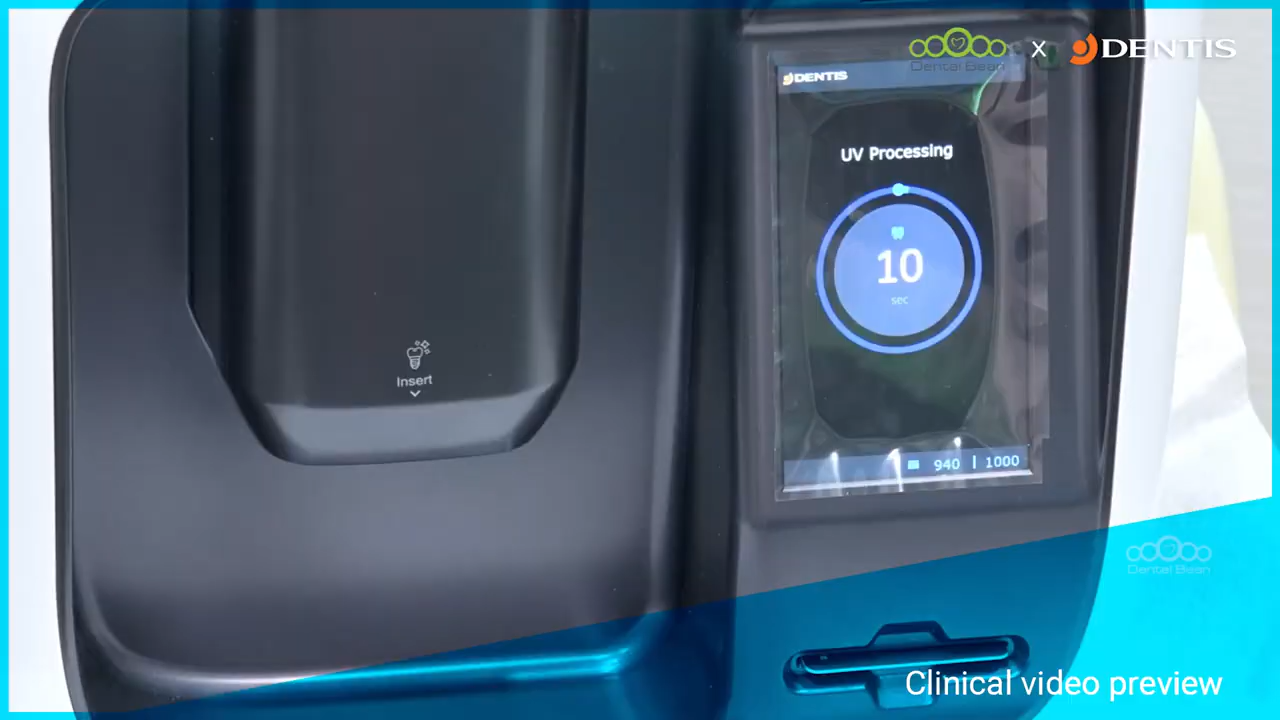 Dental Bean x DENTIS
DENTIS
UV Processing
10
sec
Insert
940 | 1000
Dental Bean
Clinical video preview